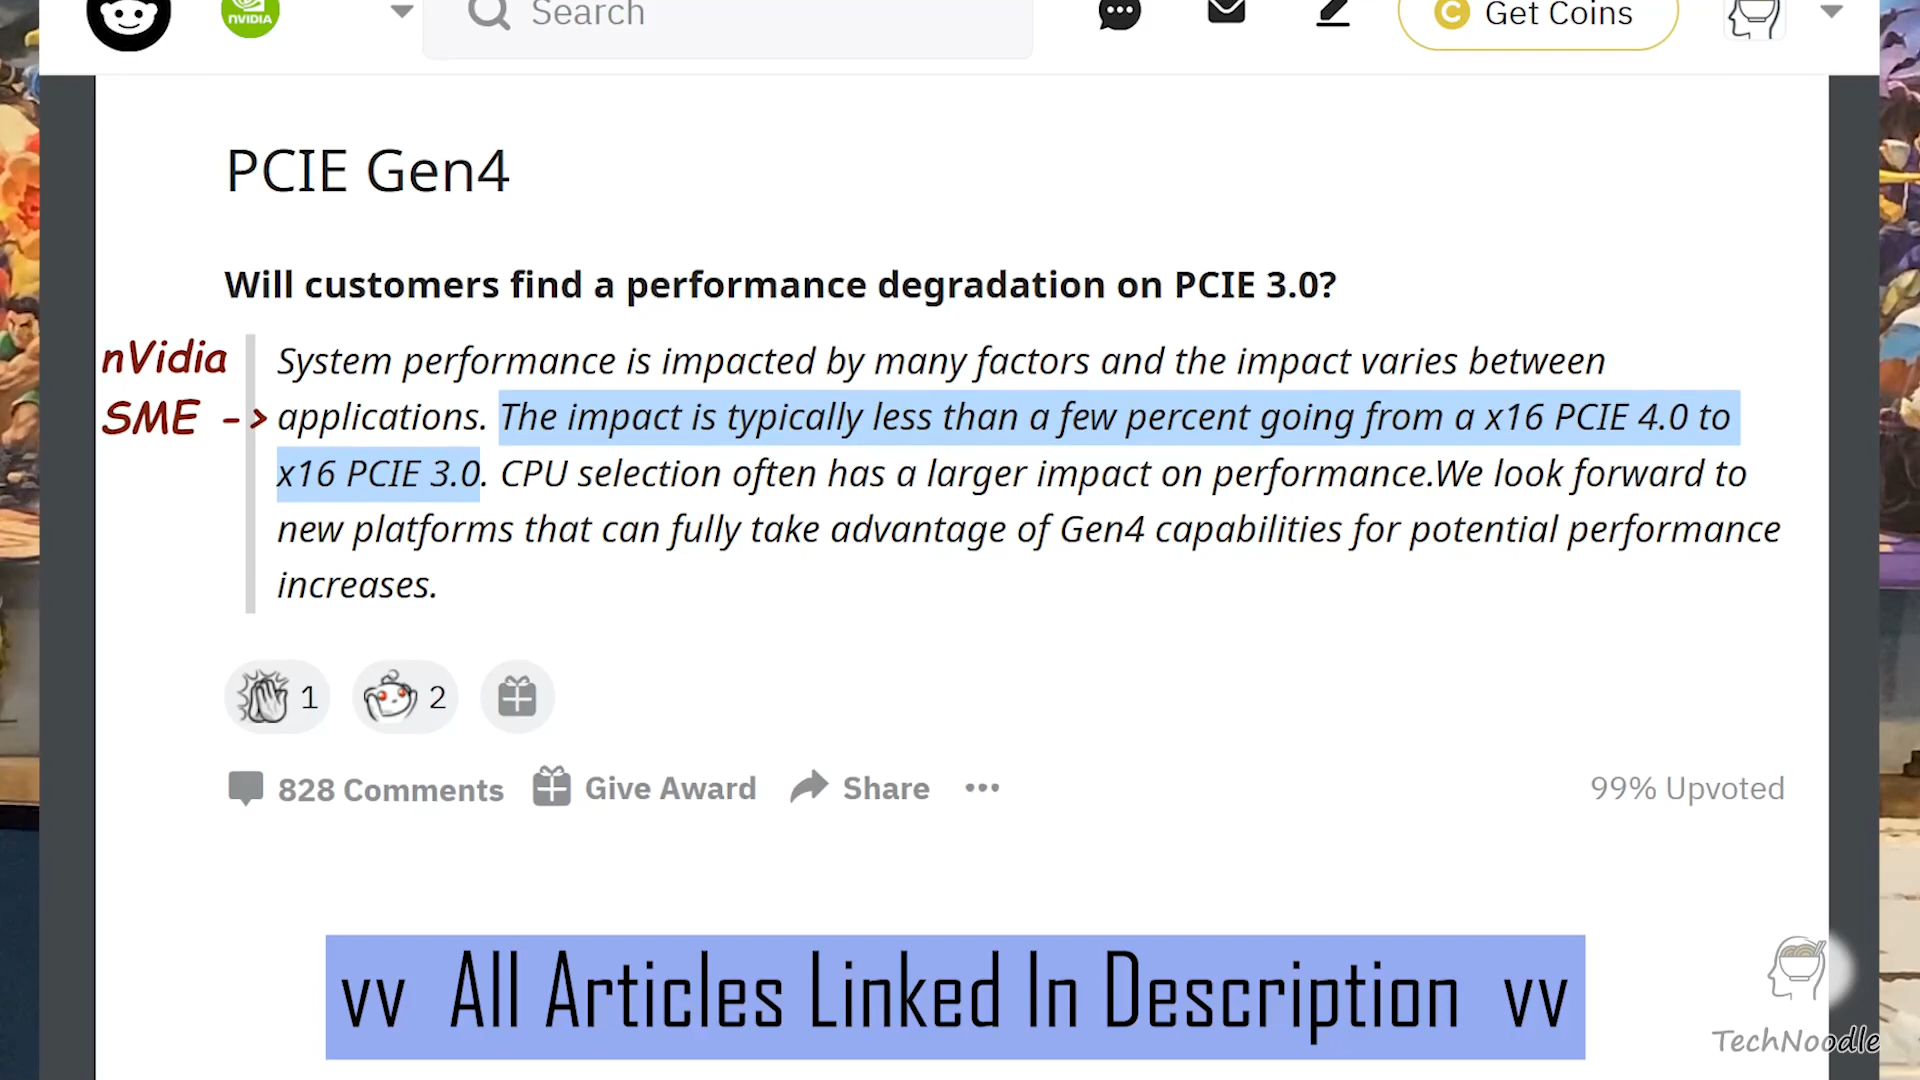 NVIDIA
Search
Get Coins
PCIE Gen4
Will customers find a performance degradation on PCIE 3.0?
nVidia
SME ->
System performance is impacted by many factors and the impact varies between
applications. The impact is typically less than a few percent going from a x16 PCIE 4.0 to
x16 PCIE 3.0. CPU selection often has a larger impact on performance.We look forward to
new platforms that can fully take advantage of Gen4 capabilities for potential performance
increases.
1
2
828 Comments
Give Award
Share
99% Upvoted
vv All Articles Linked In Description vv
TechNoodle